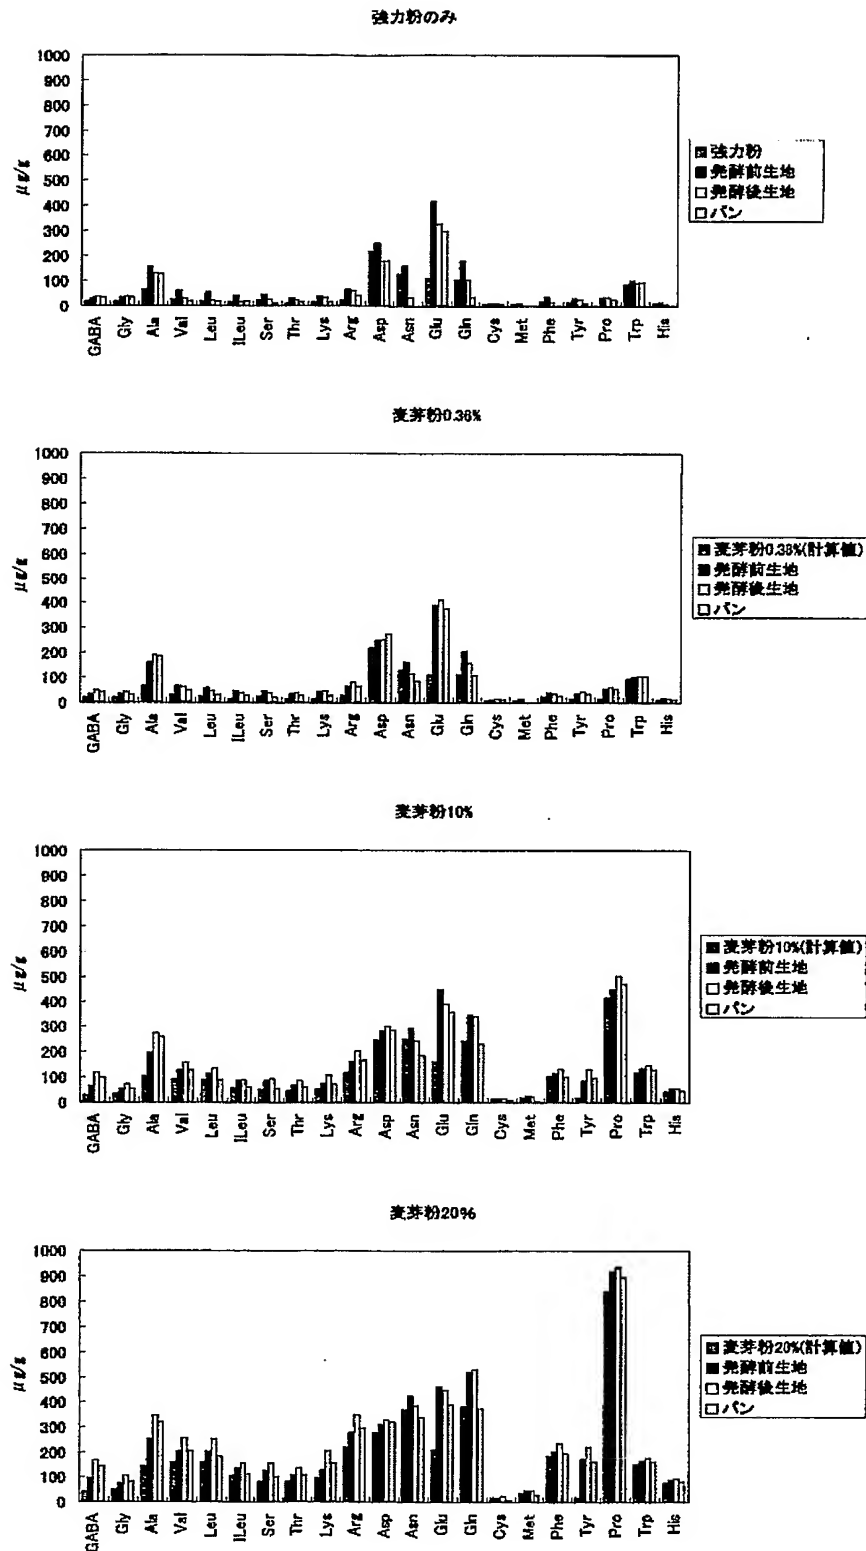 強力粉のみ
1000
900
800
700
600
500
400
300
200
100
0
μg/g
GABA
Gly
Ala
Val
Leu
ILeu
Ser
Thr
Lys
Arg
Asp
Asn
Glu
Gln
Cys
Met
Phe
Tyr
Pro
Trp
His
強力粉
発酵前生地
発酵後生地
パン
麦芽粉0.38%
1000
900
800
700
600
500
400
300
200
100
0
μg/g
GABA
Gly
Ala
Val
Leu
ILeu
Ser
Thr
Lys
Arg
Asp
Asn
Glu
Gln
Cys
Met
Phe
Tyr
Pro
Trp
His
麦芽粉0.38%(計算値)
発酵前生地
発酵後生地
パン
麦芽粉10%
1000
900
800
700
600
500
400
300
200
100
0
μg/g
GABA
Gly
Ala
Val
Leu
ILeu
Ser
Thr
Lys
Arg
Asp
Asn
Glu
Gln
Cys
Met
Phe
Tyr
Pro
Trp
His
麦芽粉10%(計算値)
発酵前生地
発酵後生地
パン
麦芽粉20%
1000
900
800
700
600
500
400
300
200
100
0
μg/g
GABA
Gly
Ala
Val
Leu
ILeu
Ser
Thr
Lys
Arg
Asp
Asn
Glu
Gln
Cys
Met
Phe
Tyr
Pro
Trp
His
麦芽粉20%(計算値)
発酵前生地
発酵後生地
パン